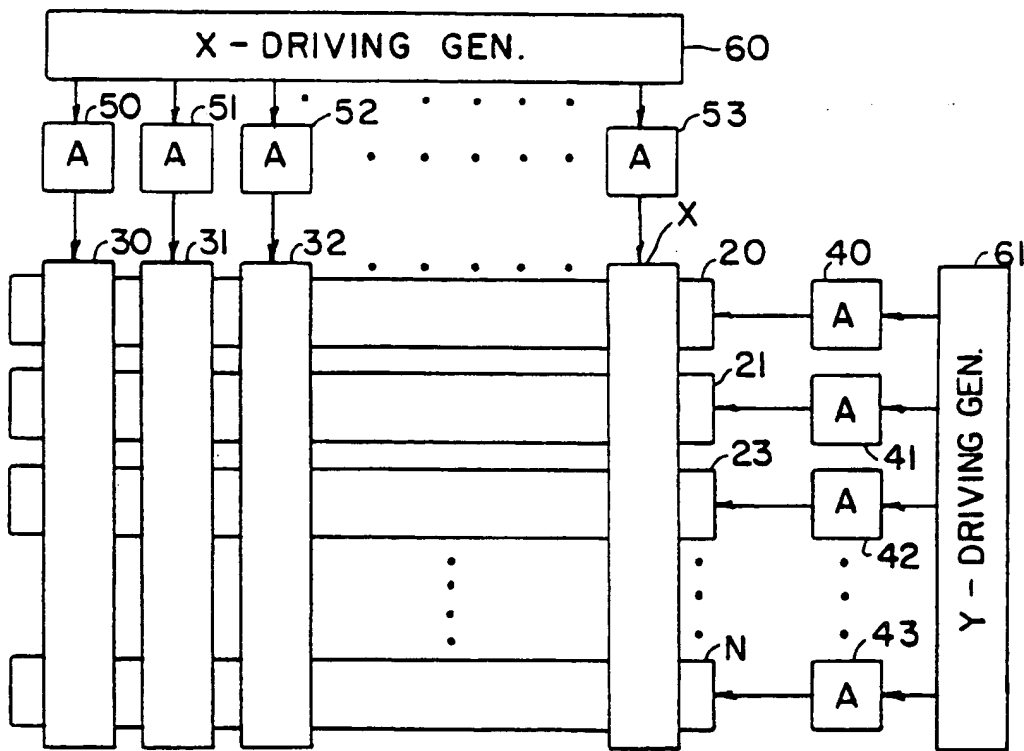 X - DRIVING GEN.
60
50
51
52
53
A
A
A
A
X
30
31
32
20
40
61
A
21
A
41
23
A
42
Y - DRIVING GEN.
N
43
A